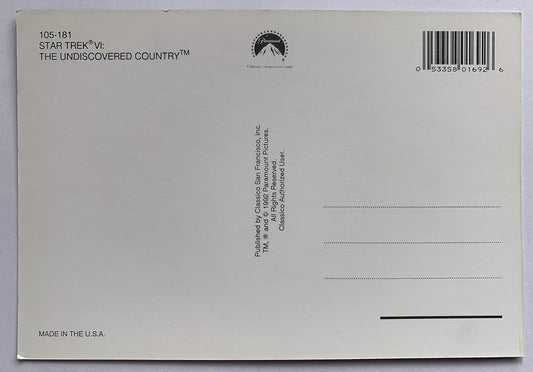 105-181
STAR TREK® VI:
THE UNDISCOVERED COUNTRY™
Paramount
®
0 53358 01692 6
Published by Classico San Francisco, Inc.
TM, ® and © 1992 Paramount Pictures.
All Rights Reserved.
Classico Authorized User.
MADE IN THE U.S.A.